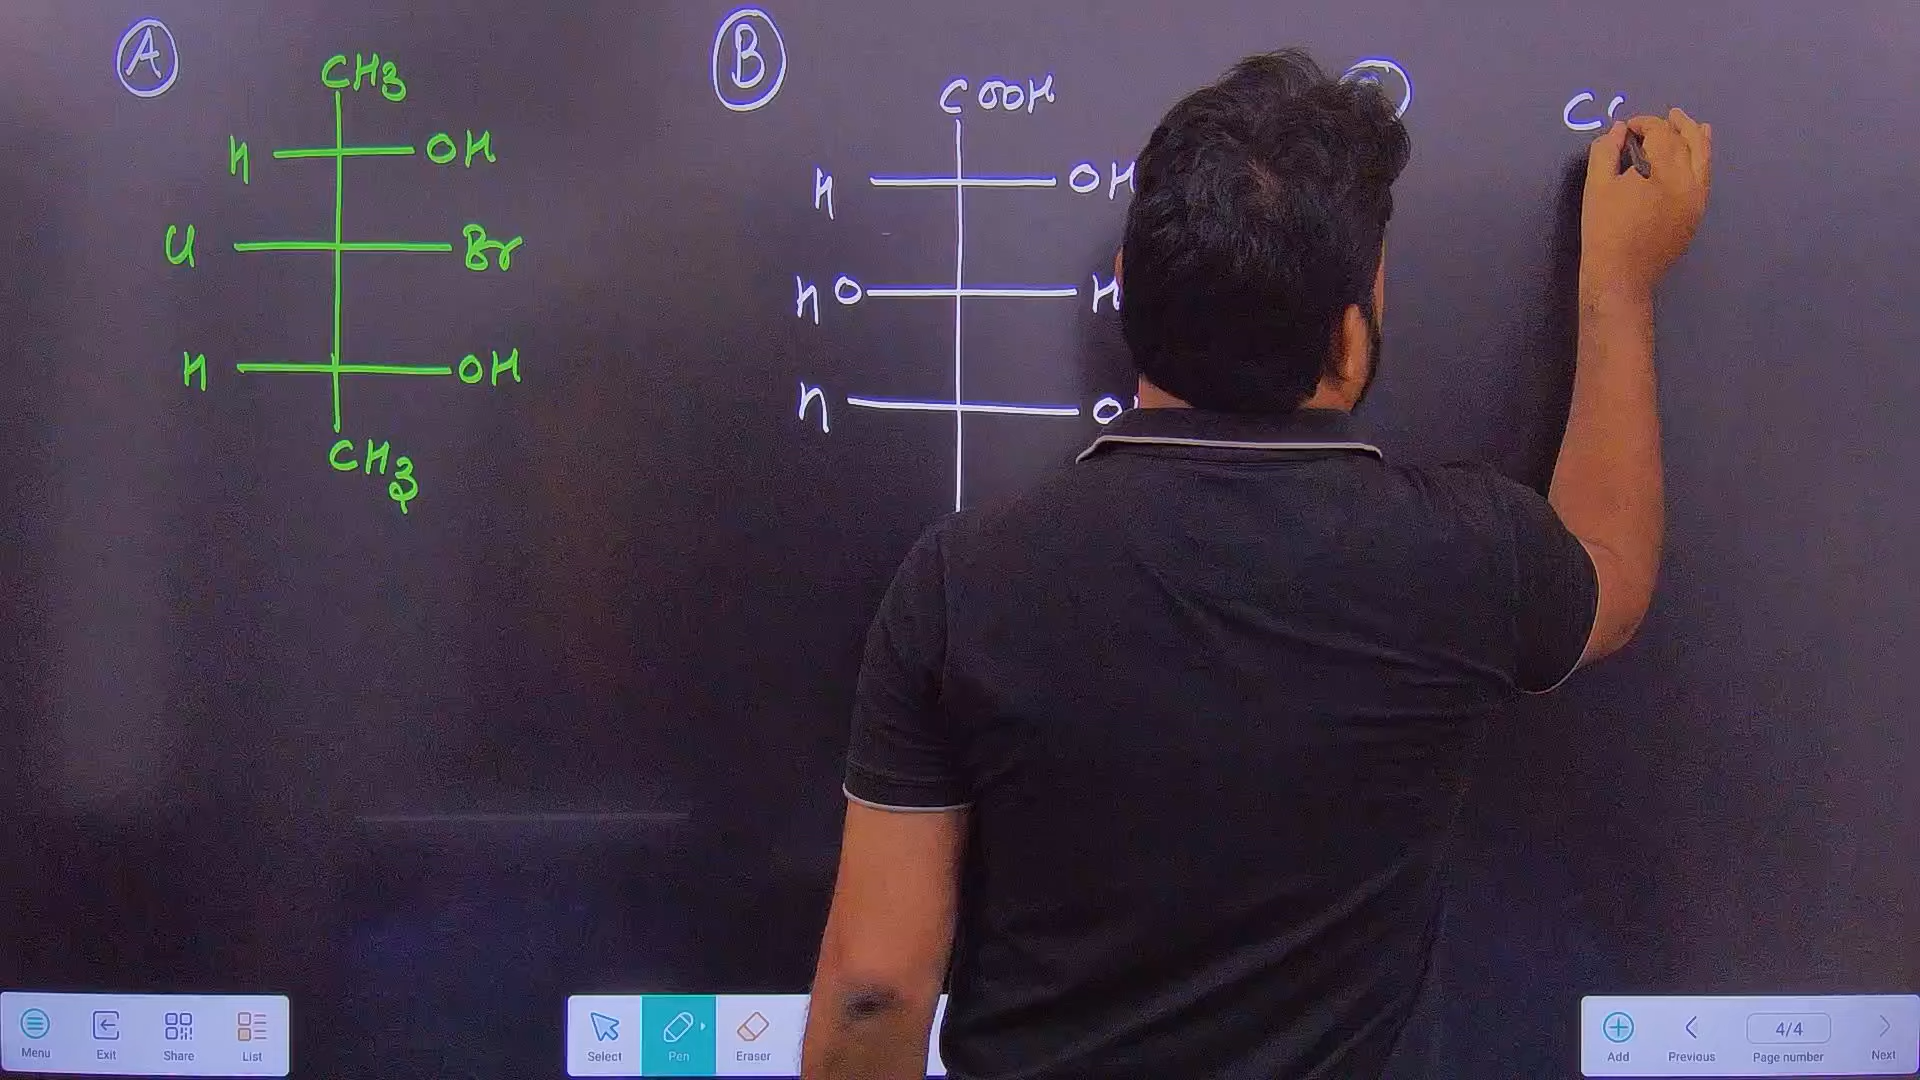 A
CH3
H OH
Cl Br
H OH
CH3
B
COOH
H OH
HO H
H
C
Menu
Exit
Share
List
Select
Pen
Eraser
Add
Previous
4/4
Page number
Next